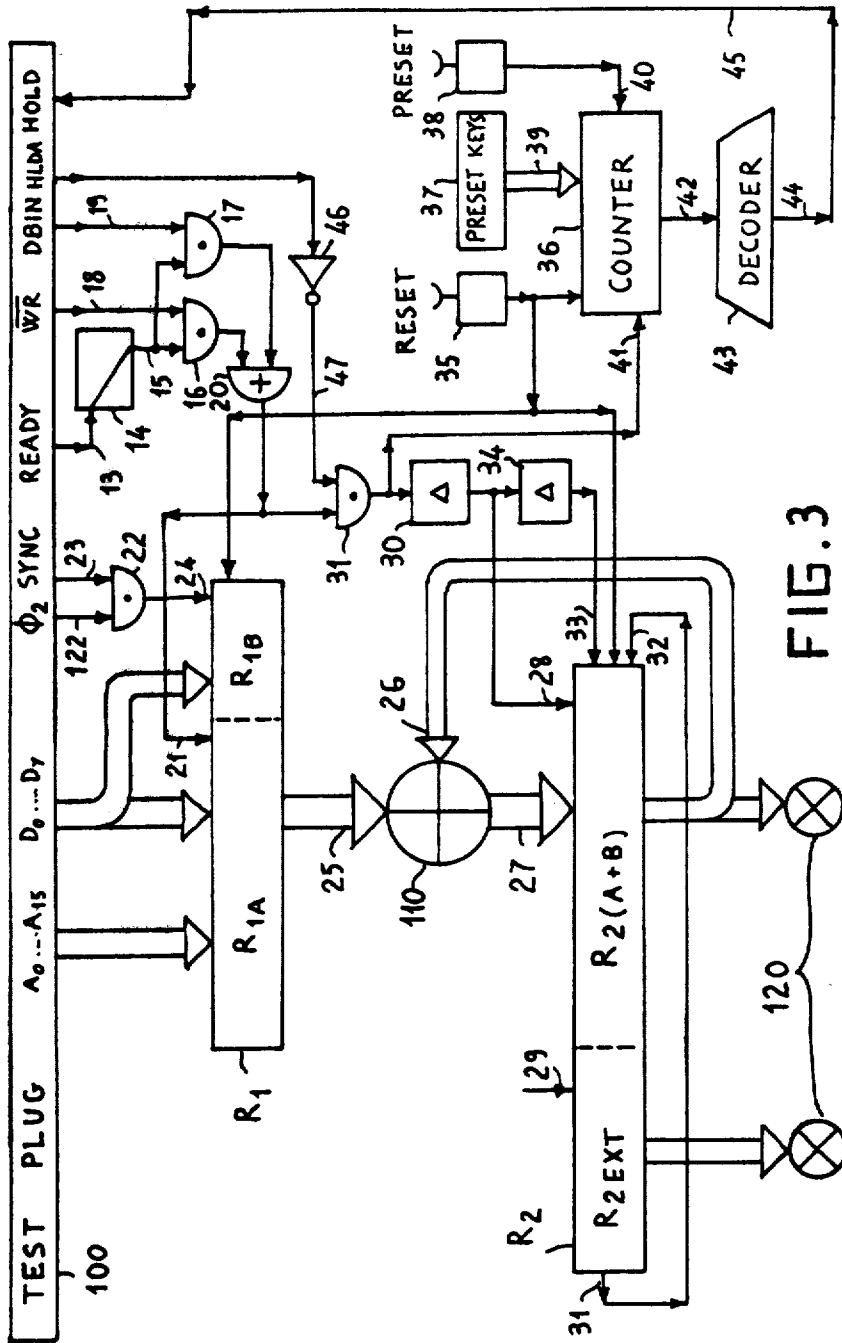 TEST PLUG A₀....A₁₅ D₀....D₇ Φ₂ SYNC READY W̅R̅ DBIN HLDA HOLD
100
122
23
22
24
13
14
15
16
17
18
19
20
21
45
46
47
R₁
R₁A
R₁B
25
26
110
27
28
31
30
Δ
34
Δ
33
32
41
RESET
35
PRESET KEYS
37
39
PRESET
38
40
COUNTER
36
42
DECODER
43
44
R₂
R₂EXT
29
R₂(A+B)
31
120
FIG.3